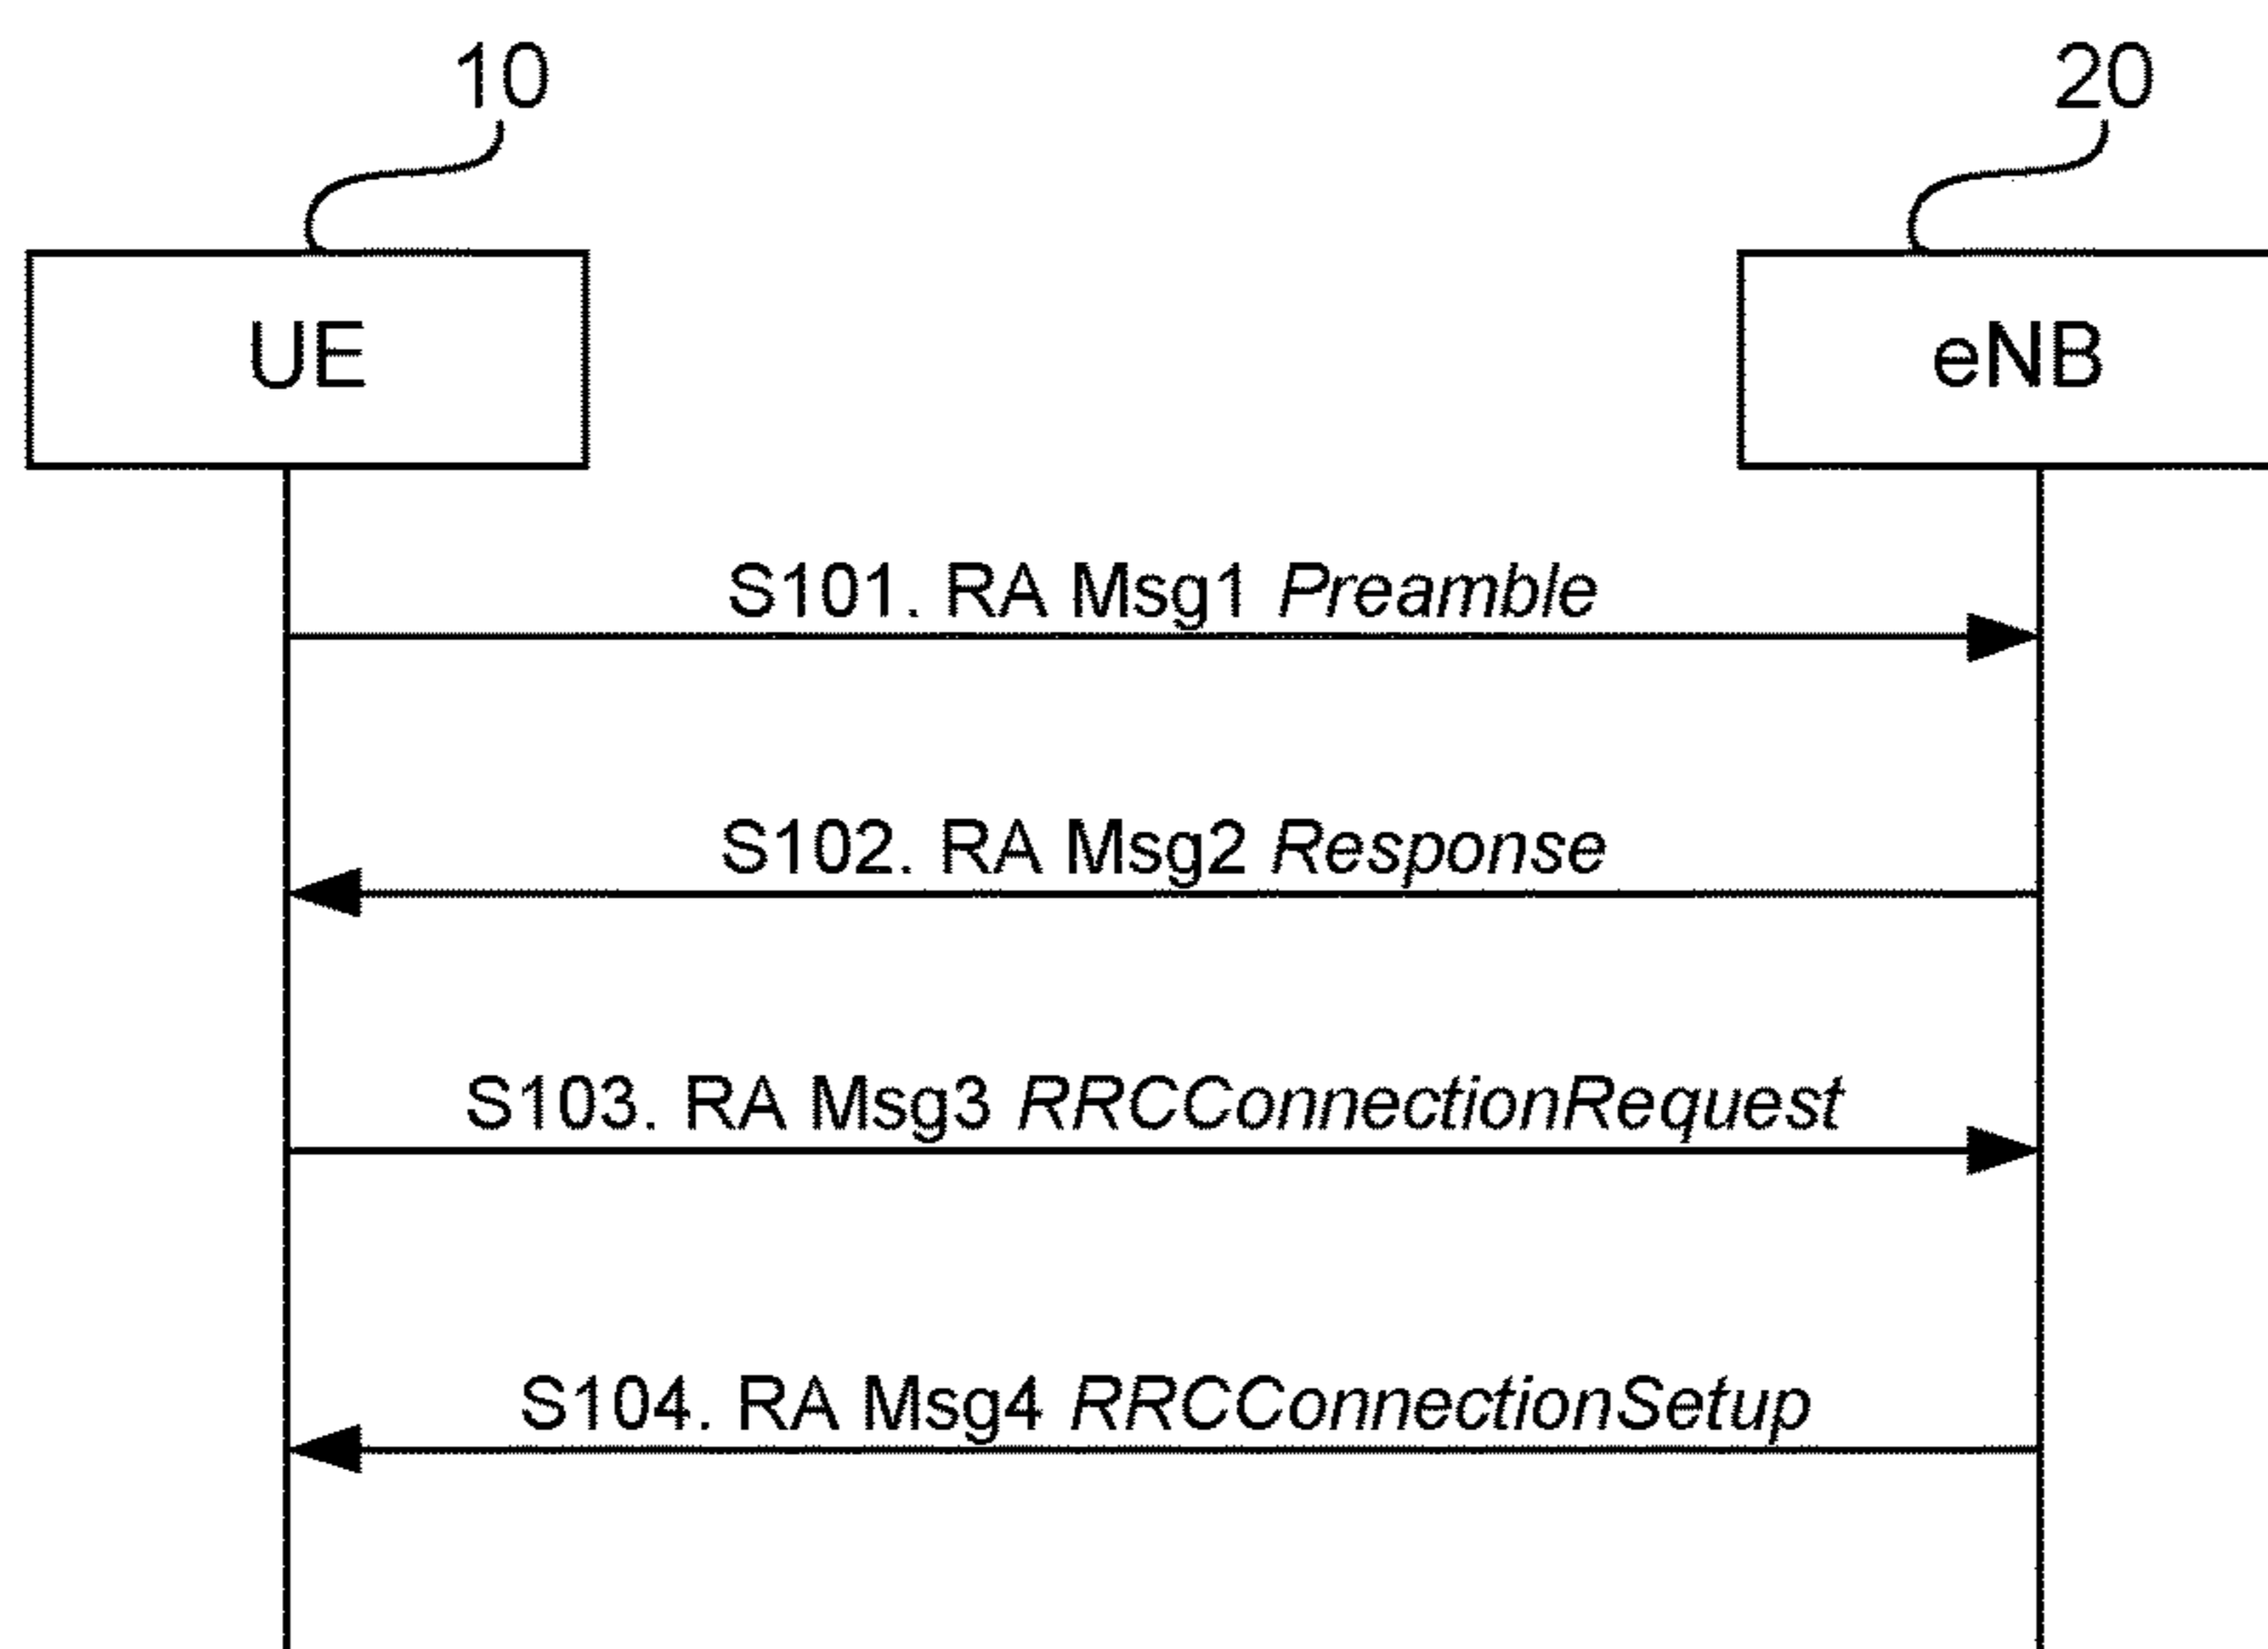 10
20
UE
eNB
S101. RA Msg1 Preamble
S102. RA Msg2 Response
S103. RA Msg3 RRCConnectionRequest
S104. RA Msg4 RRCConnectionSetup